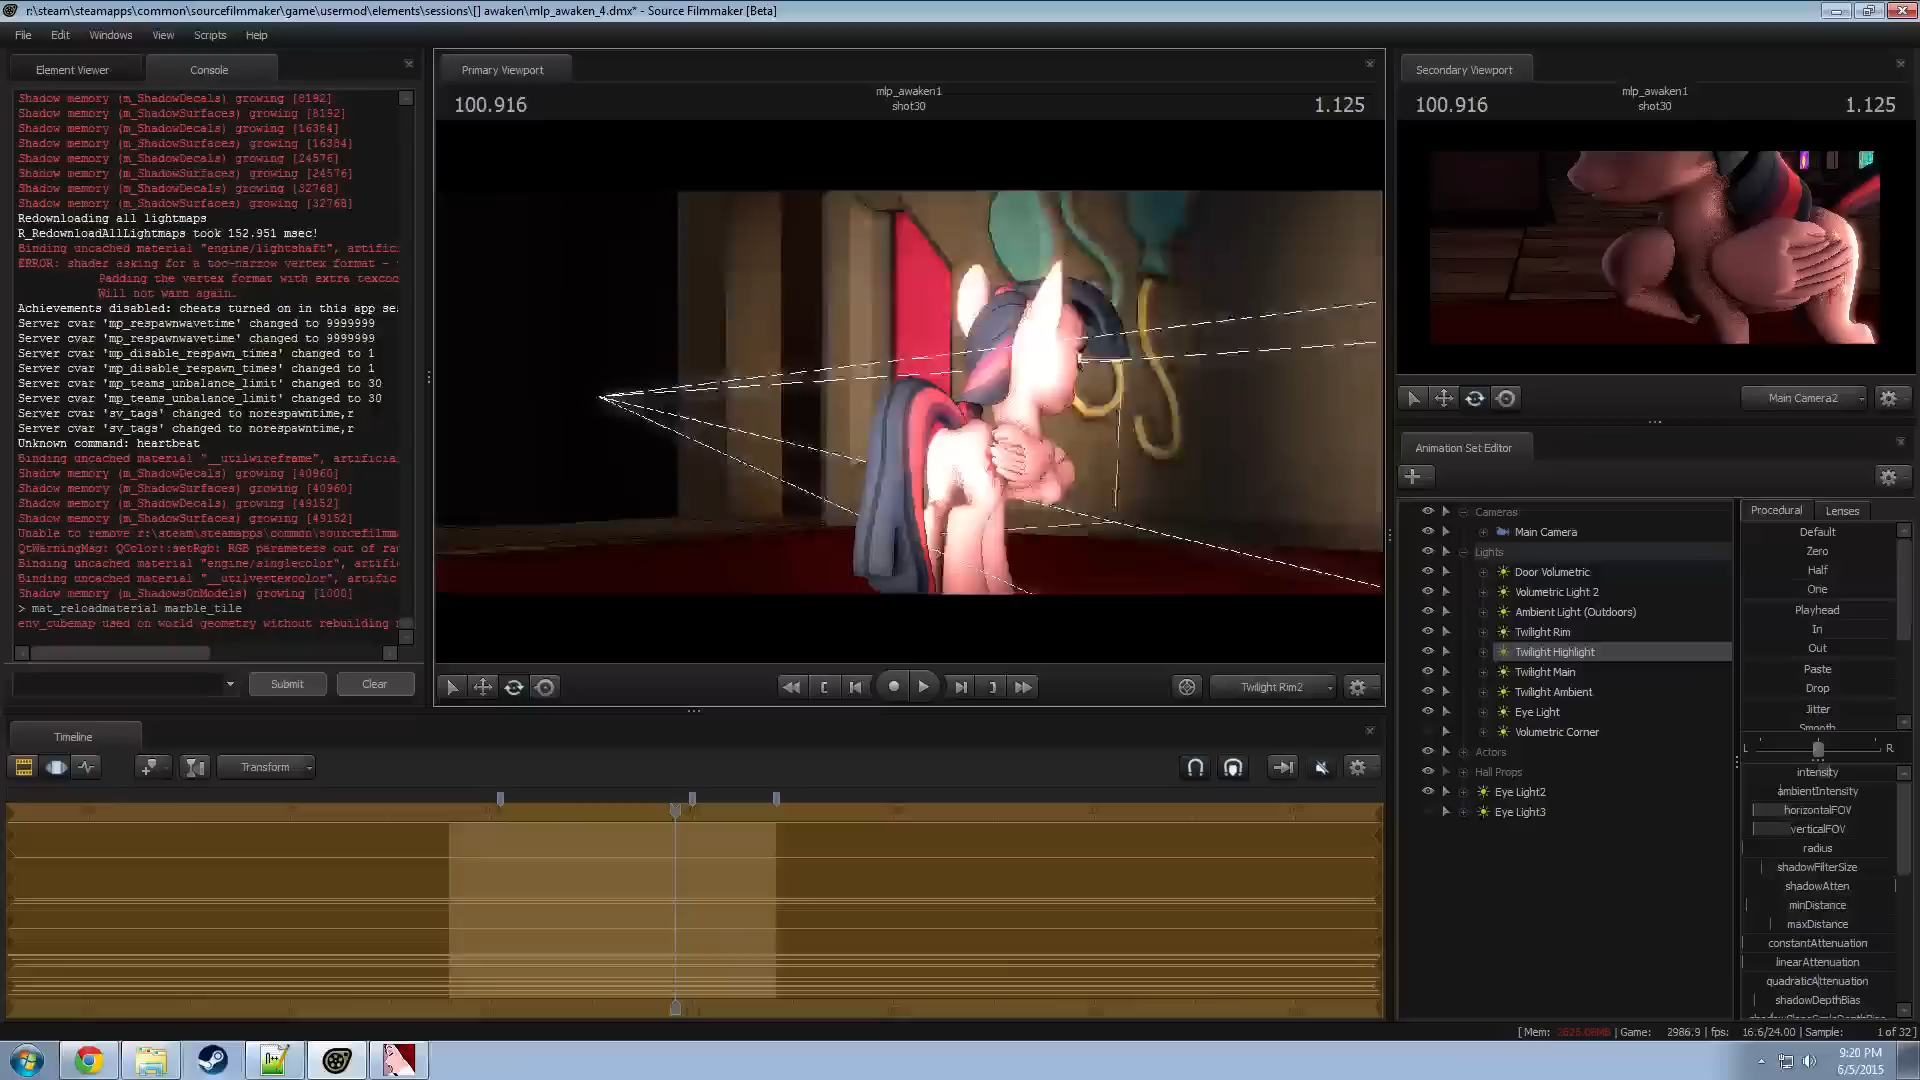 r:\steam\steamapps\common\sourcefilmmaker\game\usermod\elements\sessions\[] awaken\mlp_awaken_4.dmx* - Source Filmmaker [Beta]
File Edit Windows View Scripts Help
Element Viewer
Console
Shadow memory (m_ShadowDecals) growing [8192]
Shadow memory (m_ShadowSurfaces) growing [8192]
Shadow memory (m_ShadowDecals) growing [16384]
Shadow memory (m_ShadowSurfaces) growing [16384]
Shadow memory (m_ShadowDecals) growing [24576]
Shadow memory (m_ShadowSurfaces) growing [24576]
Shadow memory (m_ShadowDecals) growing [32768]
Shadow memory (m_ShadowSurfaces) growing [32768]
Redownloading all lightmaps
R_RedownloadAllLightmaps took 152.951 msec!
Binding uncached material "engine/lightshaft", artific
ERROR: shader asking for a too-narrow vertex format -
Padding the vertex format with extra texcoo
Will not warn again.
Achievements disabled: cheats turned on in this app se
Server cvar 'mp_respawnwavetime' changed to 9999999
Server cvar 'mp_respawnwavetime' changed to 9999999
Server cvar 'mp_disable_respawn_times' changed to 1
Server cvar 'mp_disable_respawn_times' changed to 1
Server cvar 'mp_teams_unbalance_limit' changed to 30
Server cvar 'mp_teams_unbalance_limit' changed to 30
Server cvar 'sv_tags' changed to norespawntime,r
Server cvar 'sv_tags' changed to norespawntime,r
Unknown command: heartbeat
Binding uncached material "__utilwireframe", artificia
Shadow memory (m_ShadowDecals) growing [40960]
Shadow memory (m_ShadowSurfaces) growing [40960]
Shadow memory (m_ShadowDecals) growing [49152]
Shadow memory (m_ShadowSurfaces) growing [49152]
Unable to remove r:\steam\steamapps\common\sourcefilmm
QtWarningMsg: QColor::setRgb: RGB parameters out of ra
Binding uncached material "engine/singlecolor", artifi
Binding uncached material "__utilvertexcolor", artific
Shadow memory (m_ShadowsOnModels) growing [1000]
> mat_reloadmaterial marble_tile
env_cubemap used on world geometry without rebuilding
Submit
Clear
Primary Viewport
100.916
mlp_awaken1
shot30
1.125
Twilight Rim2
Secondary Viewport
100.916
mlp_awaken1
shot30
1.125
Main Camera2
Animation Set Editor
Cameras
Main Camera
Lights
Door Volumetric
Volumetric Light 2
Ambient Light (Outdoors)
Twilight Rim
Twilight Highlight
Twilight Main
Twilight Ambient
Eye Light
Volumetric Corner
Actors
Hall Props
Eye Light2
Eye Light3
Procedural
Lenses
Default
Zero
Half
One
Playhead
In
Out
Paste
Drop
Jitter
Smooth
L
R
intensity
ambientIntensity
horizontalFOV
verticalFOV
radius
shadowFilterSize
shadowAtten
minDistance
maxDistance
constantAttenuation
linearAttenuation
quadraticAttenuation
shadowDepthBias
Timeline
Transform
[ Mem: 2625.08MB | Game: 2986.9 | fps: 16.6/24.00 | Sample: 1 of 32 ]
9:20 PM
6/5/2015